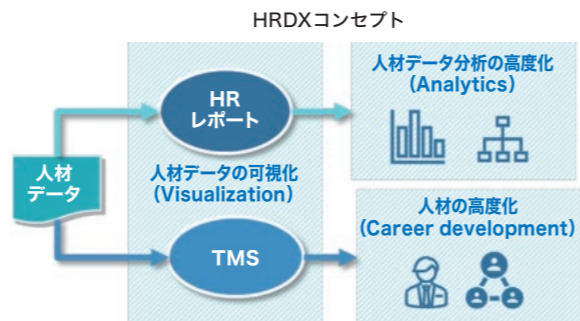 HRDXコンセプト
人材
データ
HR
レポート
人材データの可視化
(Visualization)
TMS
人材データ分析の高度化
(Analytics)
人材の高度化
(Career development)